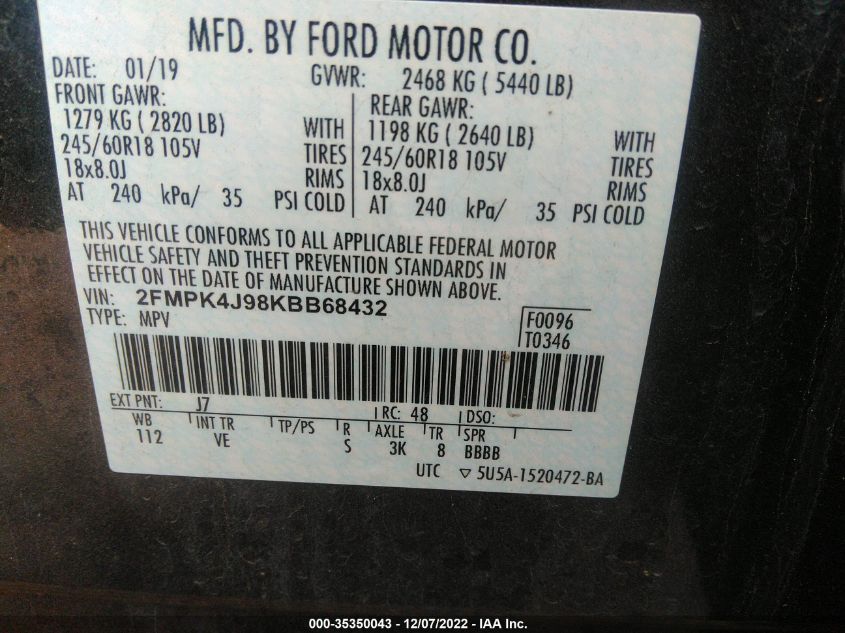 MFD. BY FORD MOTOR CO.
DATE: 01/19 GVWR: 2468 KG ( 5440 LB)
FRONT GAWR: REAR GAWR:
1279 KG ( 2820 LB) WITH 1198 KG ( 2640 LB) WITH
245/60R18 105V TIRES 245/60R18 105V TIRES
18x8.0J RIMS 18x8.0J RIMS
AT 240 kPa/ 35 PSI COLD AT 240 kPa/ 35 PSI COLD
THIS VEHICLE CONFORMS TO ALL APPLICABLE FEDERAL MOTOR
VEHICLE SAFETY AND THEFT PREVENTION STANDARDS IN
EFFECT ON THE DATE OF MANUFACTURE SHOWN ABOVE.
VIN: 2FMPK4J98KBB68432
TYPE: MPV
F0096
T0346
EXT PNT: J7 RC: 48 DSO:
WB INT TR TP/PS R AXLE TR SPR
112 VE S 3K 8 BBBB
UTC ▽ 5U5A-1520472-BA
000-35350043 - 12/07/2022 - IAA Inc.